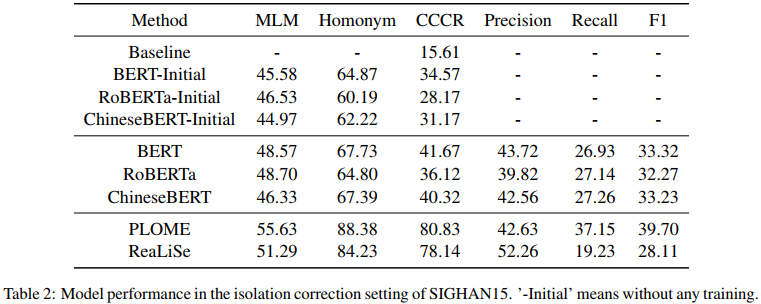 Method MLM Homonym CCCR Precision Recall F1
Baseline - - 15.61 - - -
BERT-Initial 45.58 64.87 34.57 - - -
RoBERTa-Initial 46.53 60.19 28.17 - - -
ChineseBERT-Initial 44.97 62.22 31.17 - - -
BERT 48.57 67.73 41.67 43.72 26.93 33.32
RoBERTa 48.70 64.80 36.12 39.82 27.14 32.27
ChineseBERT 46.33 67.39 40.32 42.56 27.26 33.23
PLOME 55.63 88.38 80.83 42.63 37.15 39.70
ReaLiSe 51.29 84.23 78.14 52.26 19.23 28.11
Table 2: Model performance in the isolation correction setting of SIGHAN15. ’-Initial’ means without any training.